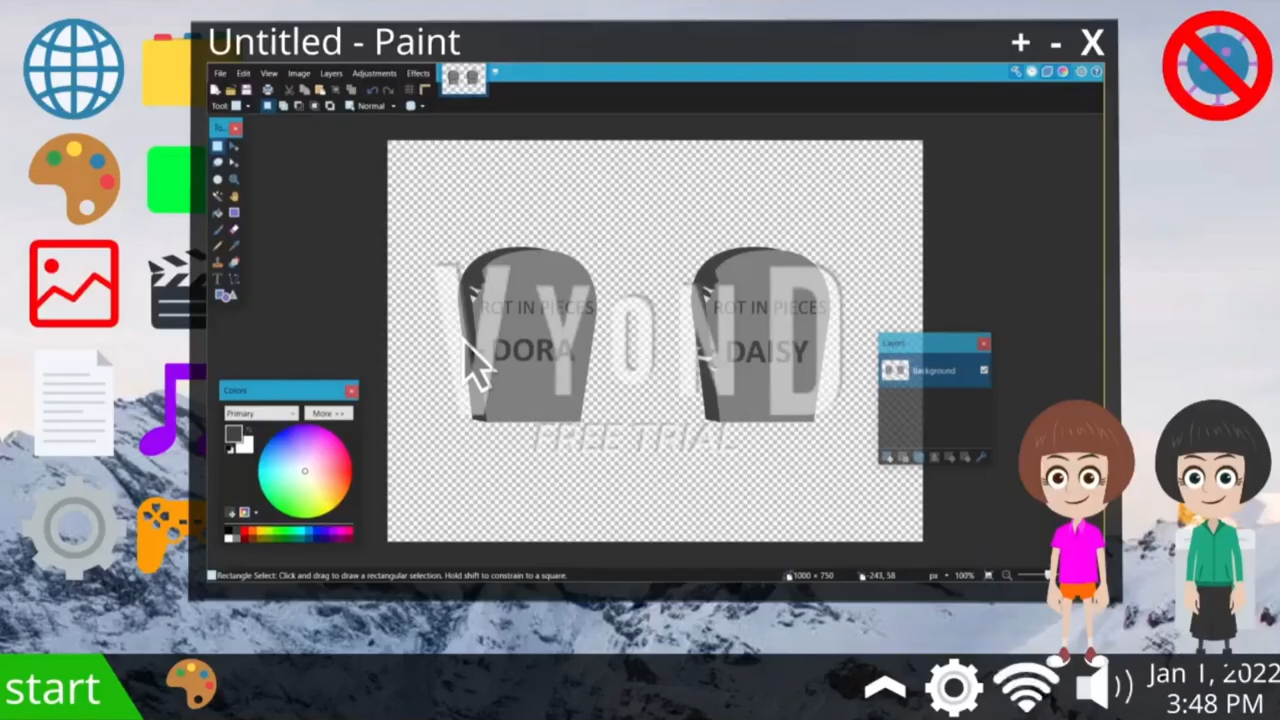 Untitled - Paint
+ - X
File Edit View Image Layers Adjustments Effects
Tool: Normal
To...
ROT IN PIECES
DORA
ROT IN PIECES
DAISY
VYOND
FREE TRIAL
Layers
Background
Colors
Primary
More >>
Rectangle Select: Click and drag to draw a rectangular selection. Hold shift to constrain to a square.
1000 × 750
-243, 58
px
100%
start
Jan 1, 2022
3:48 PM